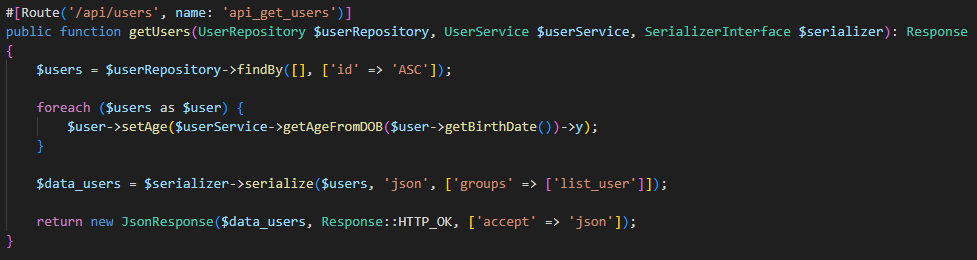 #[Route('/api/users', name: 'api_get_users')]
public function getUsers(UserRepository $userRepository, UserService $userService, SerializerInterface $serializer): Response
{
    $users = $userRepository->findBy([], ['id' => 'ASC']);
    foreach ($users as $user) {
        $user->setAge($userService->getAgeFromDOB($user->getBirthDate())->y);
    }
    $data_users = $serializer->serialize($users, 'json', ['groups' => ['list_user']]);
    return new JsonResponse($data_users, Response::HTTP_OK, ['accept' => 'json']);
}